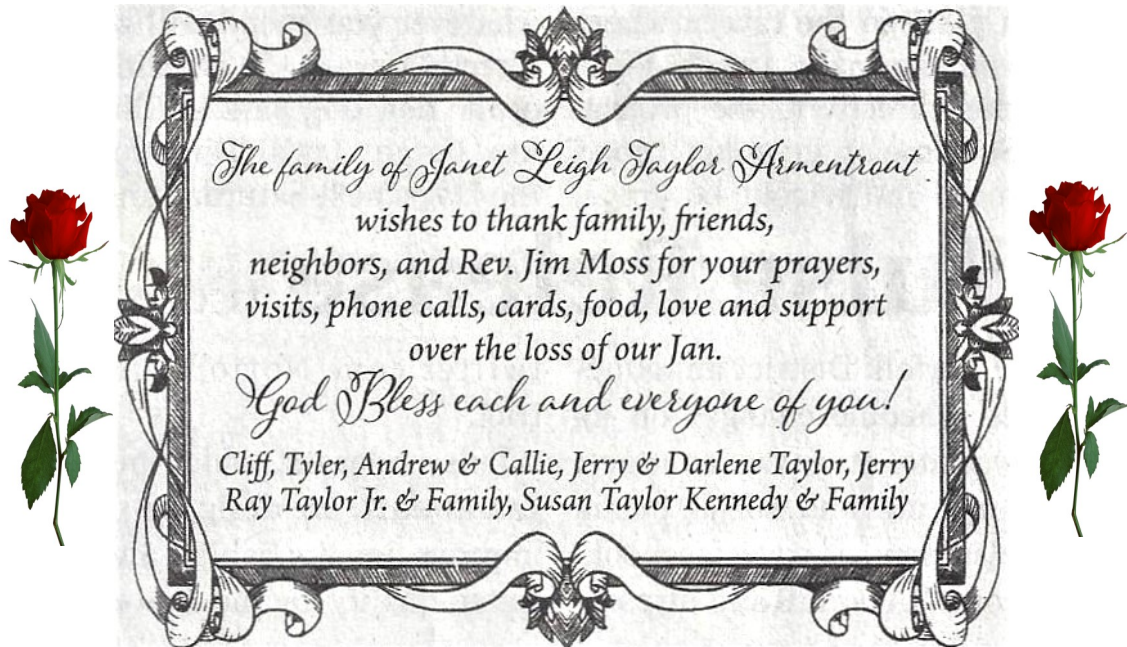 The family of Janet Leigh Taylor Armentrout
wishes to thank family, friends,
neighbors, and Rev. Jim Moss for your prayers,
visits, phone calls, cards, food, love and support
over the loss of our Jan.
God Bless each and everyone of you!
Cliff, Tyler, Andrew & Callie, Jerry & Darlene Taylor, Jerry
Ray Taylor Jr. & Family, Susan Taylor Kennedy & Family